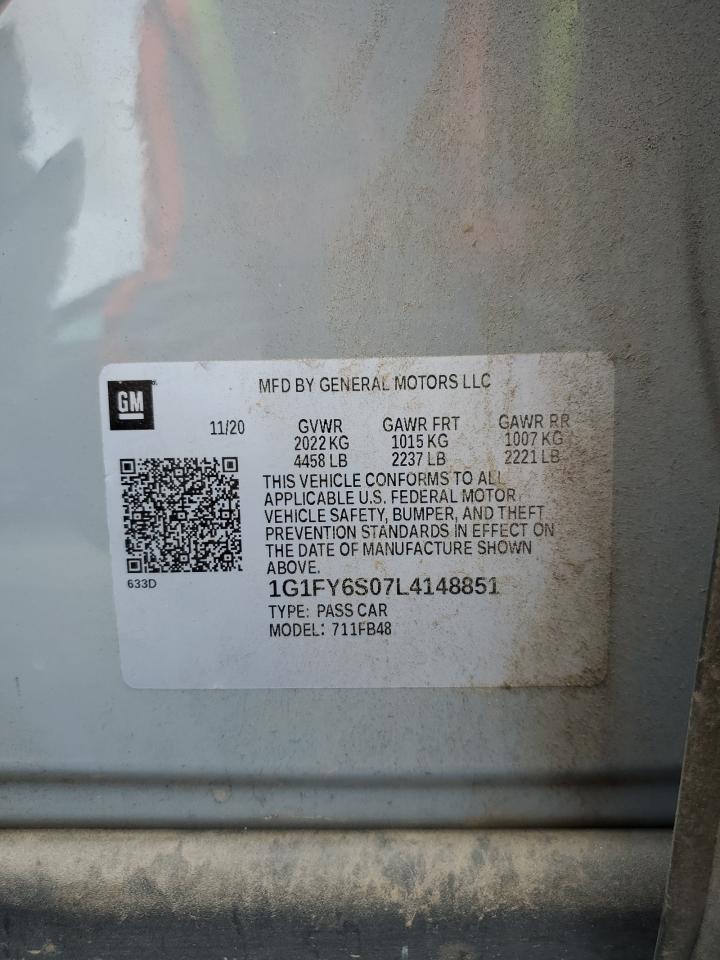 MFD BY GENERAL MOTORS LLC
GM
11/20 GVWR GAWR FRT GAWR RR
2022 KG 1015 KG 1007 KG
4458 LB 2237 LB 2221 LB
THIS VEHICLE CONFORMS TO ALL
APPLICABLE U.S. FEDERAL MOTOR
VEHICLE SAFETY, BUMPER, AND THEFT
PREVENTION STANDARDS IN EFFECT ON
THE DATE OF MANUFACTURE SHOWN
ABOVE.
633D
1G1FY6S07L4148851
TYPE: PASS CAR
MODEL: 711FB48